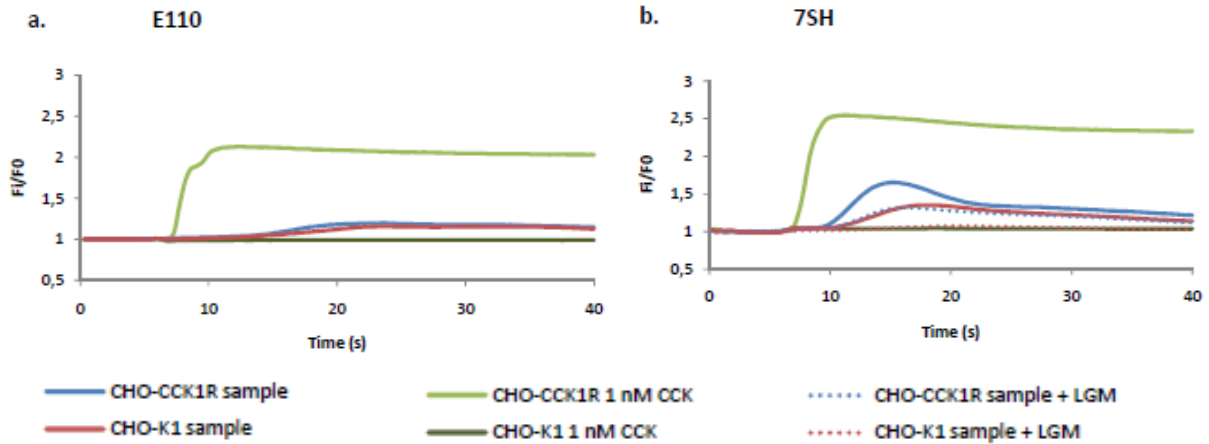 a. E110
b. 7SH
3
2,5
2
1,5
1
0,5
Fi/F0
0 10 20 30 40
Time (s)
3
2,5
2
1,5
1
0,5
Fi/F0
0 10 20 30 40
Time (s)
CHO-CCK1R sample
CHO-CCK1R 1 nM CCK
CHO-CCK1R sample + LGM
CHO-K1 sample
CHO-K1 1 nM CCK
CHO-K1 sample + LGM